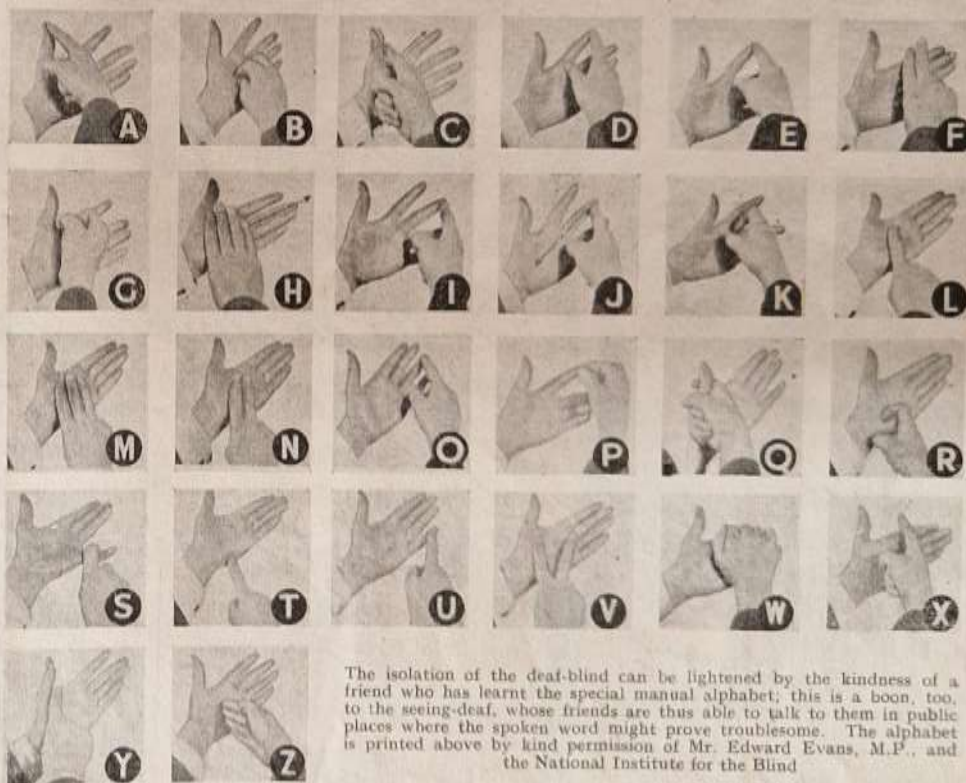 A B C D E F
G H I J K L
M N O P Q R
S T U V W X
Y Z
The isolation of the deaf-blind can be lightened by the kindness of a
friend who has learnt the special manual alphabet; this is a boon, too,
to the seeing-deaf, whose friends are thus able to talk to them in public
places where the spoken word might prove troublesome. The alphabet
is printed above by kind permission of Mr. Edward Evans, M.P., and
the National Institute for the Blind